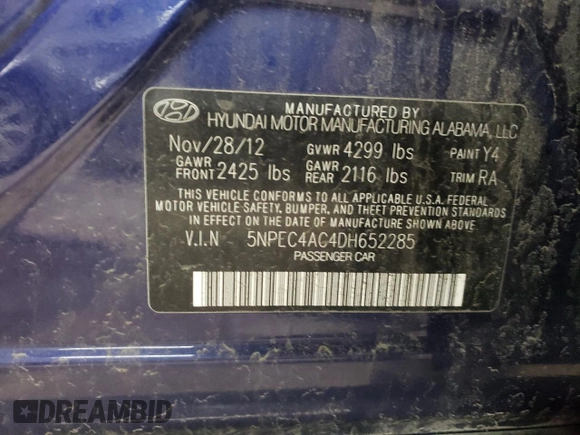 MANUFACTURED BY
HYUNDAI MOTOR MANUFACTURING ALABAMA, LLC
Nov/28/12 GVWR 4299 lbs PAINT Y4
GAWR FRONT 2425 lbs GAWR REAR 2116 lbs TRIM RA
THIS VEHICLE CONFORMS TO ALL APPLICABLE U.S.A. FEDERAL
MOTOR VEHICLE SAFETY, BUMPER, AND THEFT PREVENTION
STANDARDS IN EFFECT ON THE DATE OF MANUFACTURE SHOWN ABOVE.
V.I.N 5NPEC4AC4DH652285
PASSENGER CAR
DREAMBID